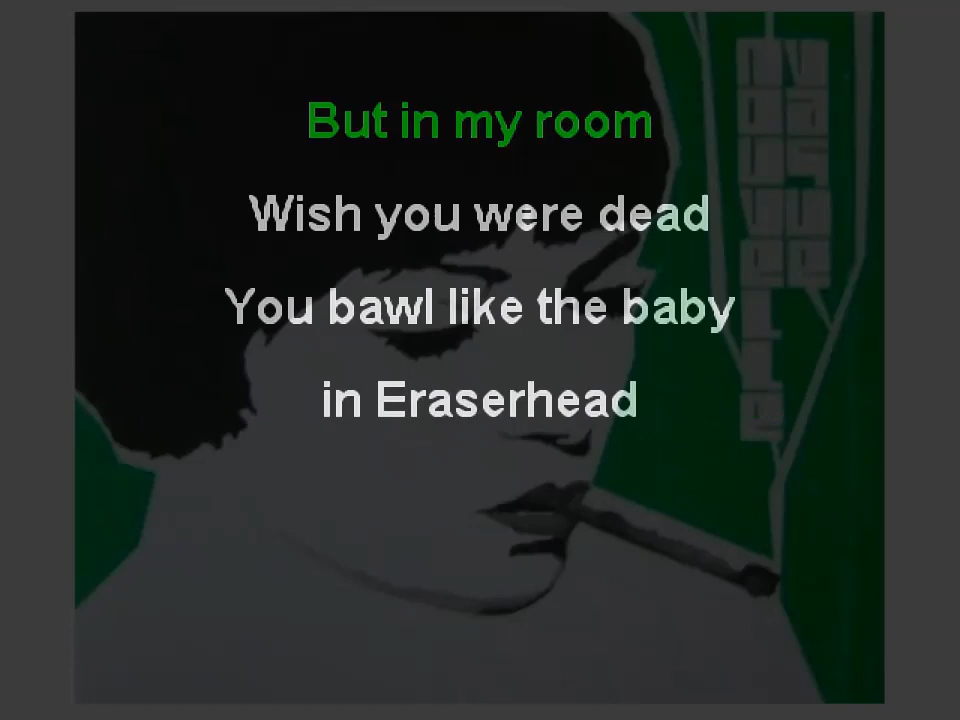 But in my room
Wish you were dead
You bawl like the baby
in Eraserhead